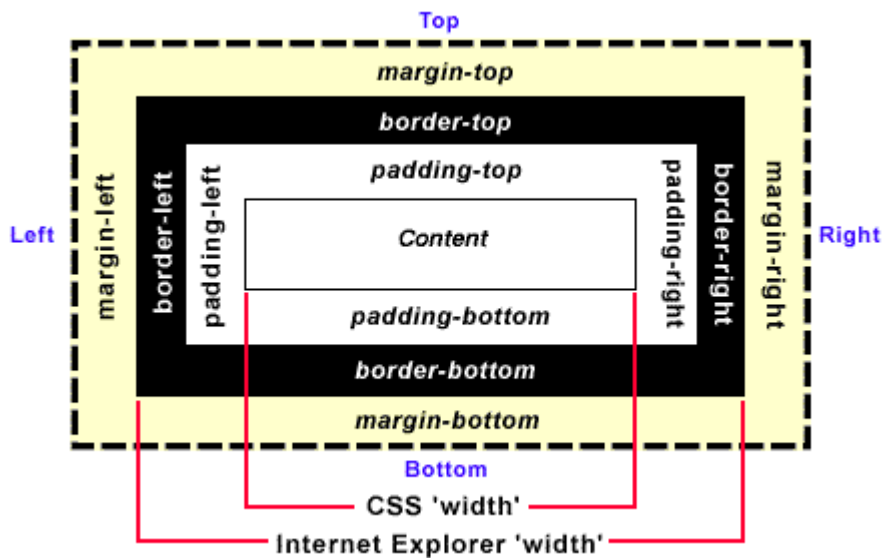 Top
margin-top
border-top
padding-top
Left
margin-left
border-left
padding-left
Content
padding-right
border-right
margin-right
Right
padding-bottom
border-bottom
margin-bottom
Bottom
CSS 'width'
Internet Explorer 'width'